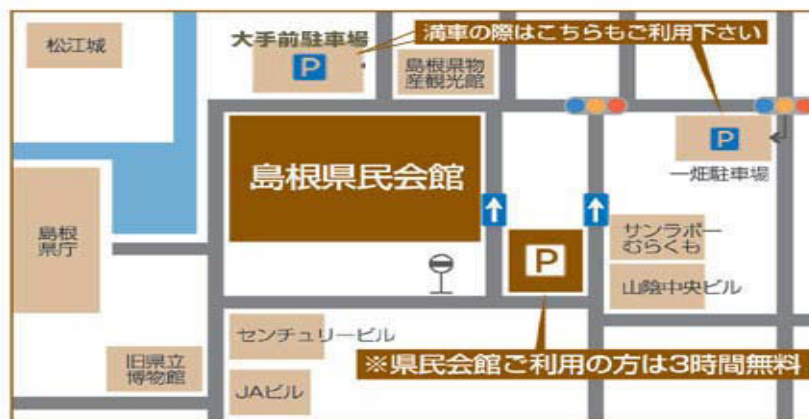 松江城
大手前駐車場
P
満車の際はこちらもご利用下さい
島根県物
産観光館
島根県民会館
P
一畑駐車場
島根
県庁
P
サンラポー
むらくも
山陰中央ビル
センチュリービル
旧県立
博物館
JAビル
※県民会館ご利用の方は3時間無料